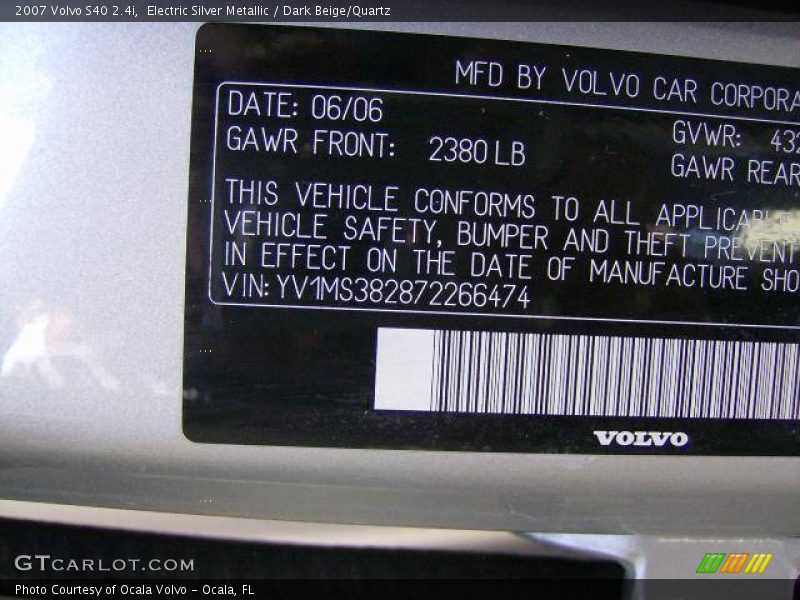 2007 Volvo S40 2.4i, Electric Silver Metallic / Dark Beige/Quartz
MFD BY VOLVO CAR CORPORA
DATE: 06/06
GVWR: 432
GAWR FRONT: 2380 LB
GAWR REAR
THIS VEHICLE CONFORMS TO ALL APPLICAB
VEHICLE SAFETY, BUMPER AND THEFT PREVENT
IN EFFECT ON THE DATE OF MANUFACTURE SHO
VIN: YV1MS382872266474
VOLVO
GTCARLOT.COM
Photo Courtesy of Ocala Volvo - Ocala, FL